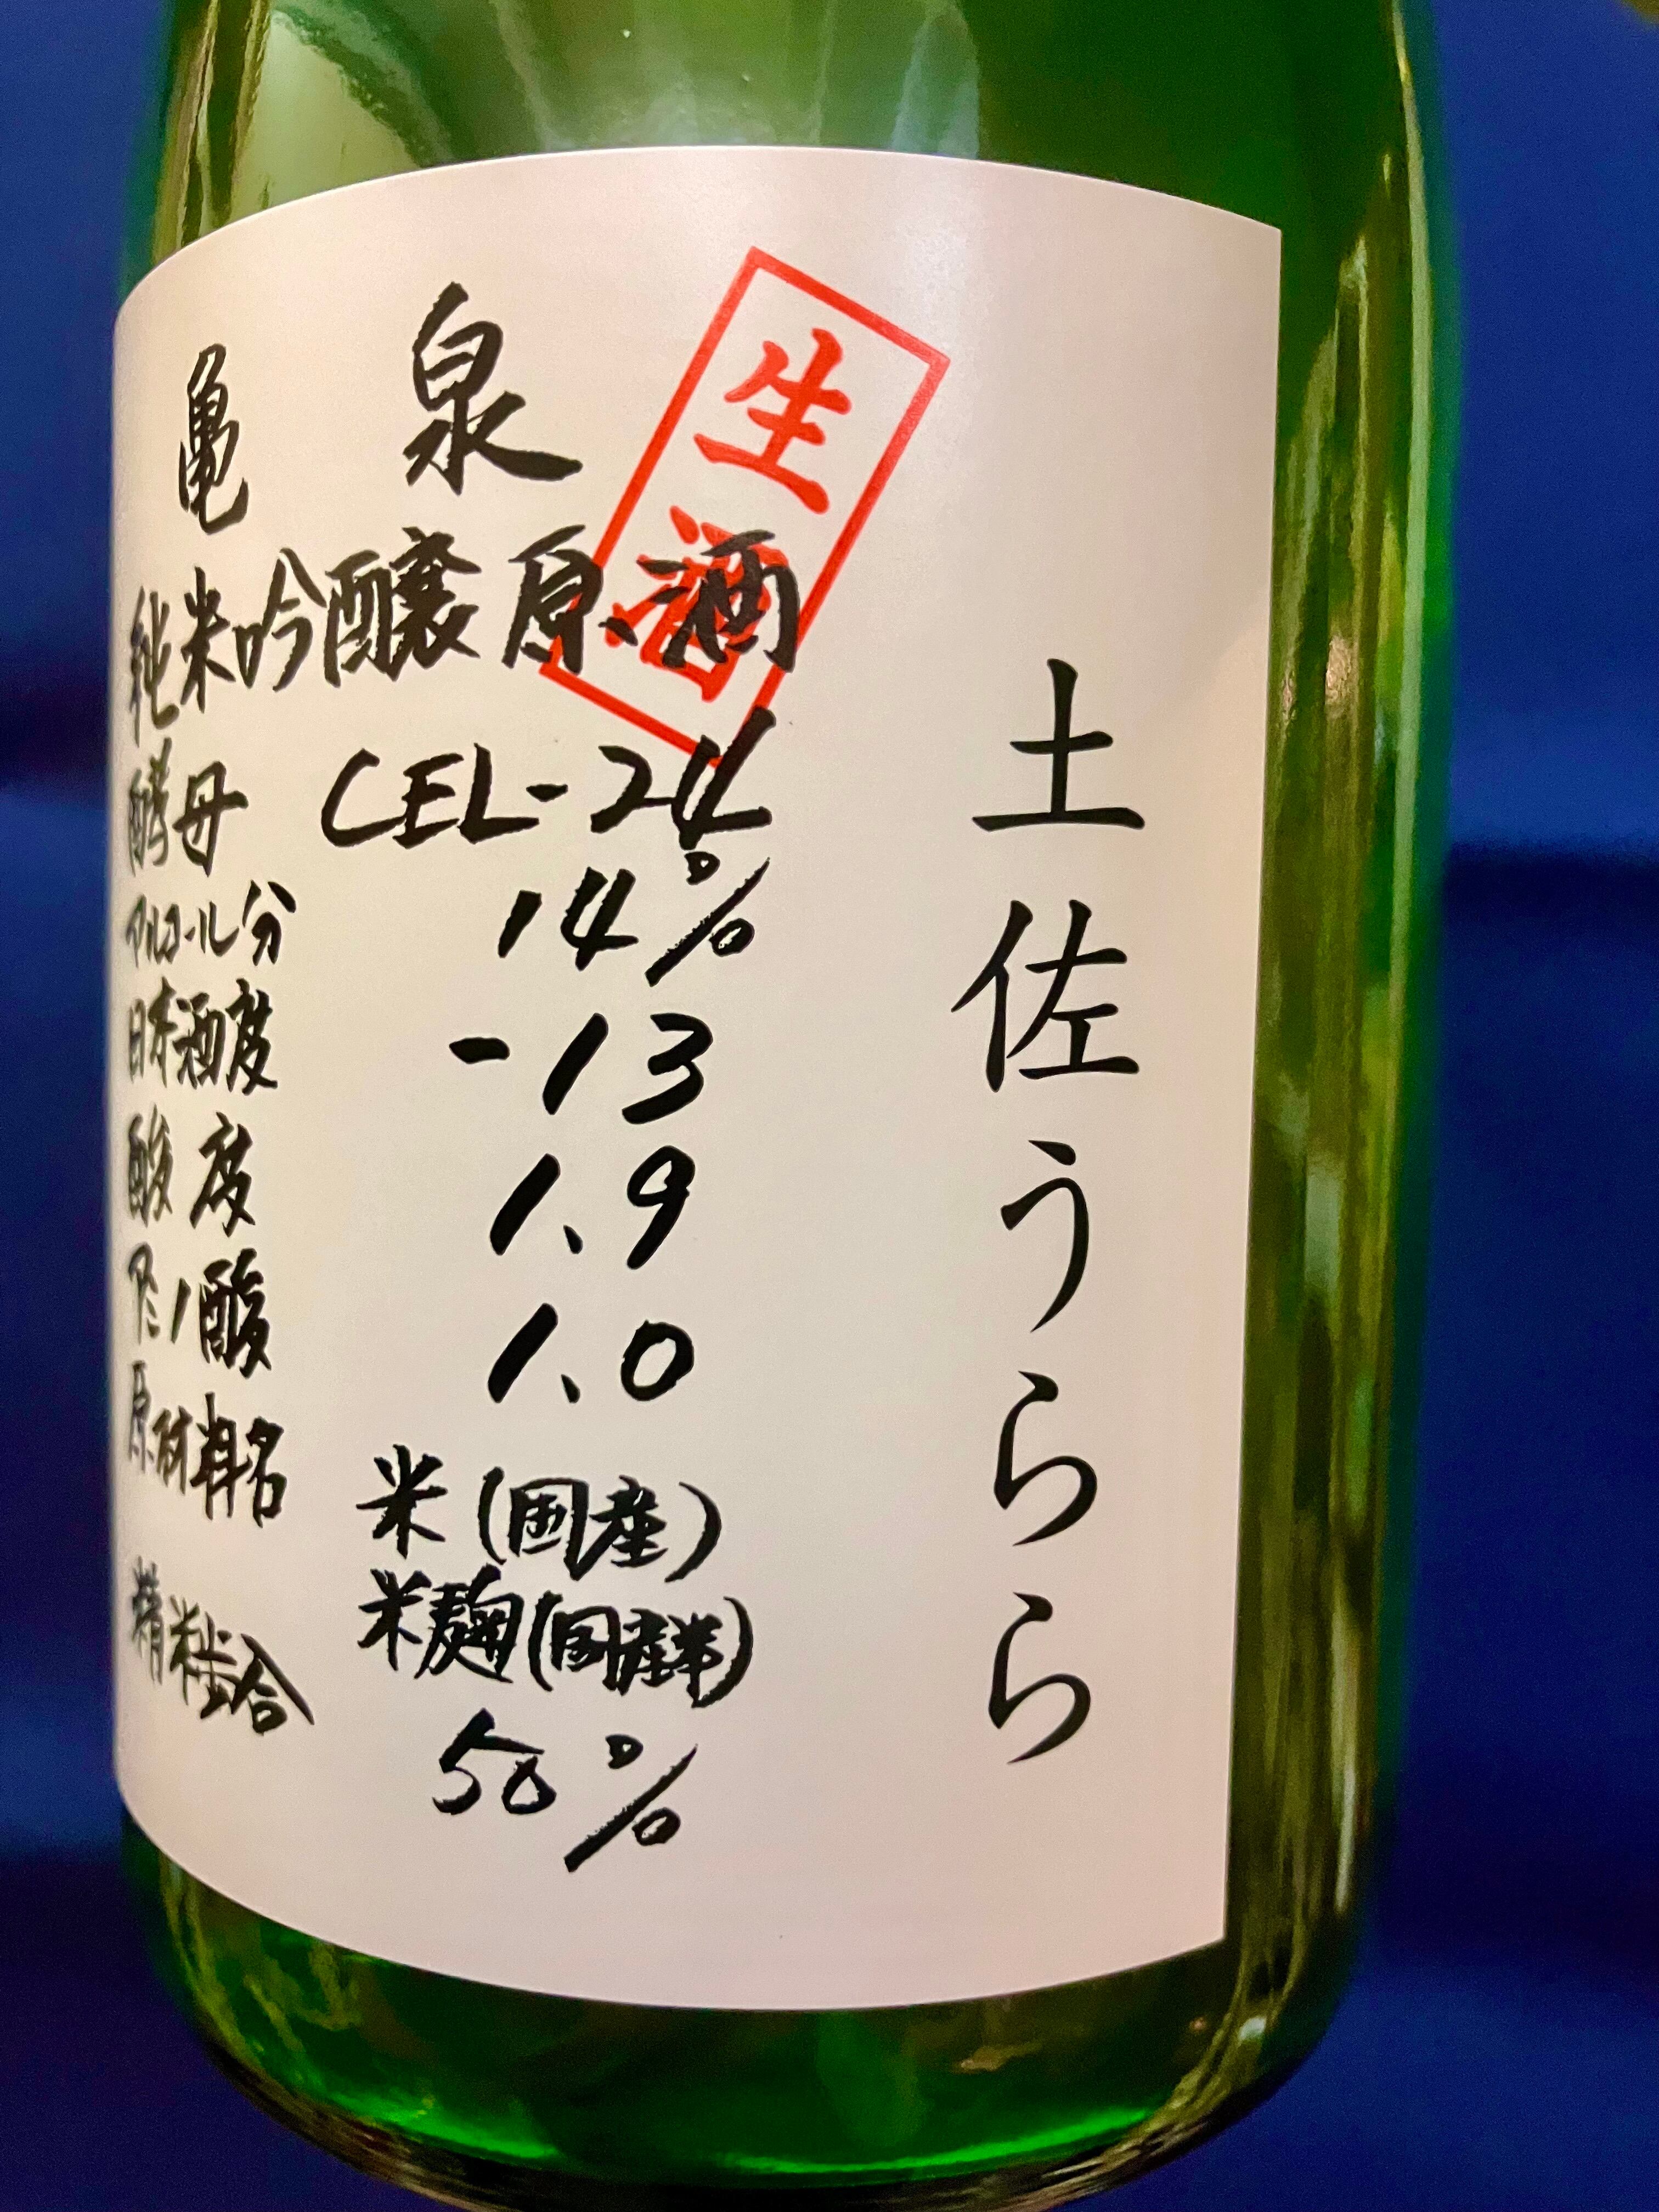 亀泉
生酒
純米吟醸原酒
酵母 CEL-24
アルコール分 14%
日本酒度 -13
酸度 1.9
アミノ酸 1.0
原材料名 米(国産)
米麹(国産米)
精米歩合 50%
土佐うらら